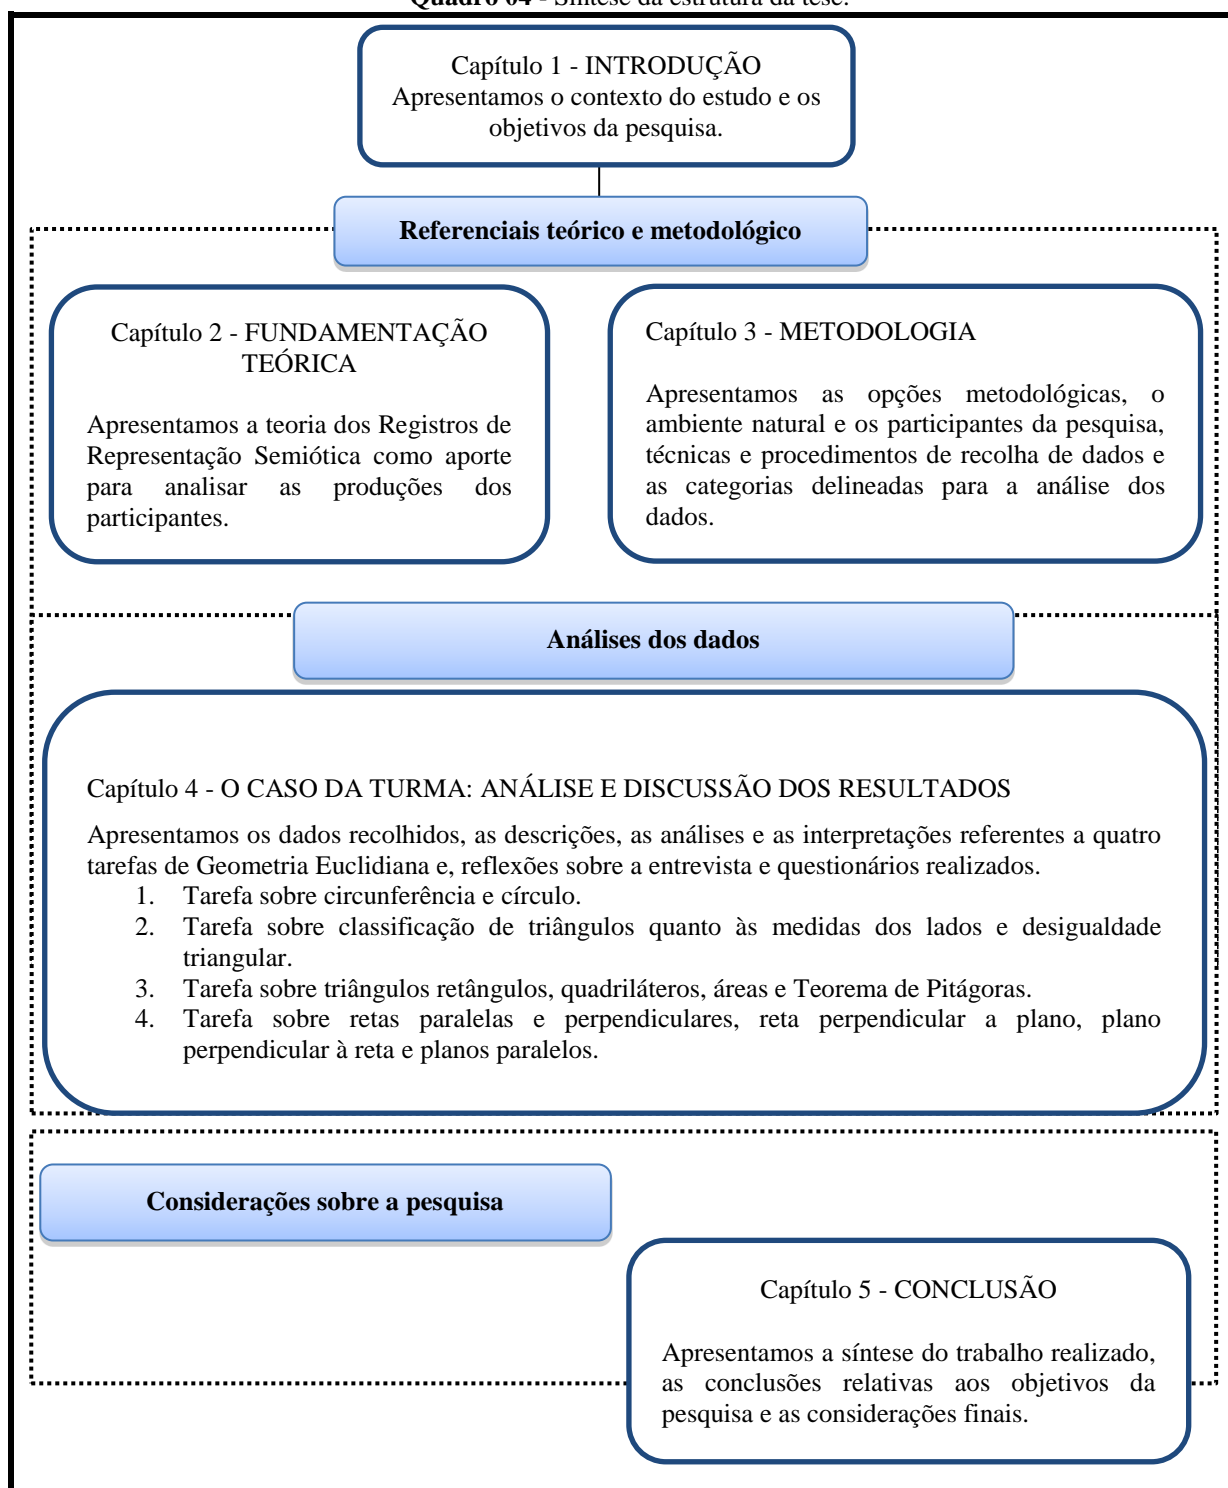 Quadro 04 - Síntese da estrutura da tese.
Capítulo 1 - INTRODUÇÃO
Apresentamos o contexto do estudo e os
objetivos da pesquisa.
Referenciais teórico e metodológico
Capítulo 2 - FUNDAMENTAÇÃO
TEÓRICA
Apresentamos a teoria dos Registros de
Representação Semiótica como aporte
para analisar as produções dos
participantes.
Capítulo 3 - METODOLOGIA
Apresentamos as opções metodológicas, o
ambiente natural e os participantes da pesquisa,
técnicas e procedimentos de recolha de dados e
as categorias delineadas para a análise dos
dados.
Análises dos dados
Capítulo 4 - O CASO DA TURMA: ANÁLISE E DISCUSSÃO DOS RESULTADOS
Apresentamos os dados recolhidos, as descrições, as análises e as interpretações referentes a quatro
tarefas de Geometria Euclidiana e, reflexões sobre a entrevista e questionários realizados.
1. Tarefa sobre circunferência e círculo.
2. Tarefa sobre classificação de triângulos quanto às medidas dos lados e desigualdade
triangular.
3. Tarefa sobre triângulos retângulos, quadriláteros, áreas e Teorema de Pitágoras.
4. Tarefa sobre retas paralelas e perpendiculares, reta perpendicular a plano, plano
perpendicular à reta e planos paralelos.
Considerações sobre a pesquisa
Capítulo 5 - CONCLUSÃO
Apresentamos a síntese do trabalho realizado,
as conclusões relativas aos objetivos da
pesquisa e as considerações finais.